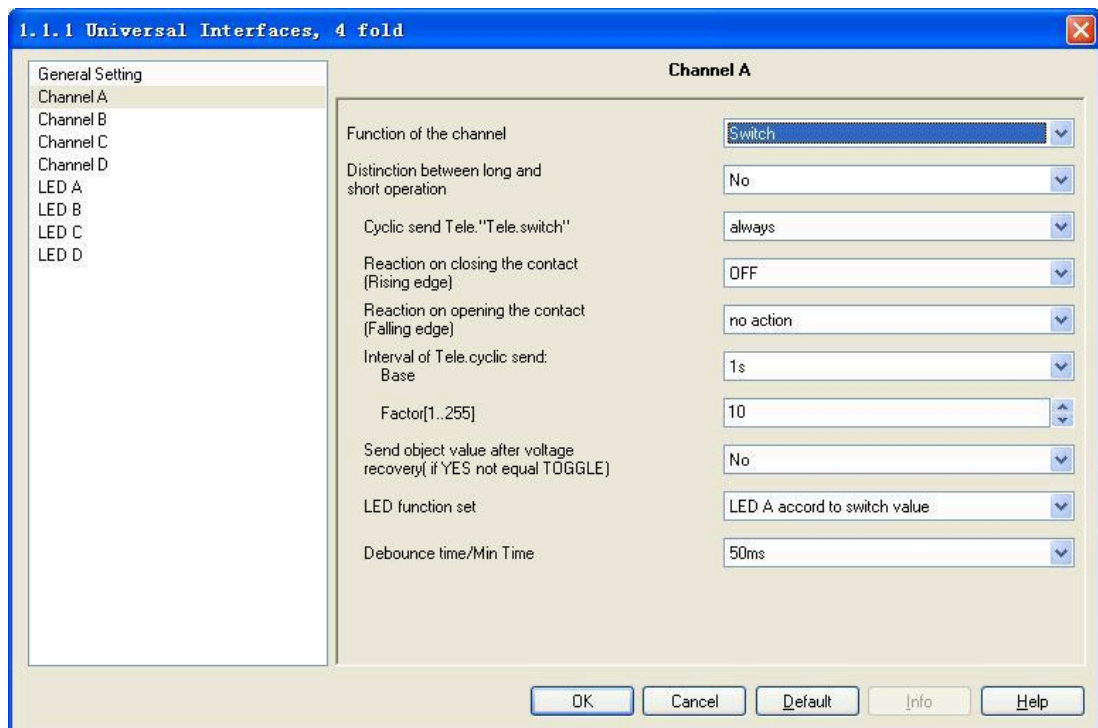 1.1.1 Universal Interfaces, 4 fold
General Setting
Channel A
Channel B
Channel C
Channel D
LED A
LED B
LED C
LED D
Channel A
Function of the channel
Switch
Distinction between long and
short operation
No
Cyclic send Tele."Tele.switch"
always
Reaction on closing the contact
(Rising edge)
OFF
Reaction on opening the contact
(Falling edge)
no action
Interval of Tele.cyclic send:
Base
1s
Factor[1..255]
10
Send object value after voltage
recovery( if YES not equal TOGGLE)
No
LED function set
LED A accord to switch value
Debounce time/Min Time
50ms
OK
Cancel
Default
Info
Help